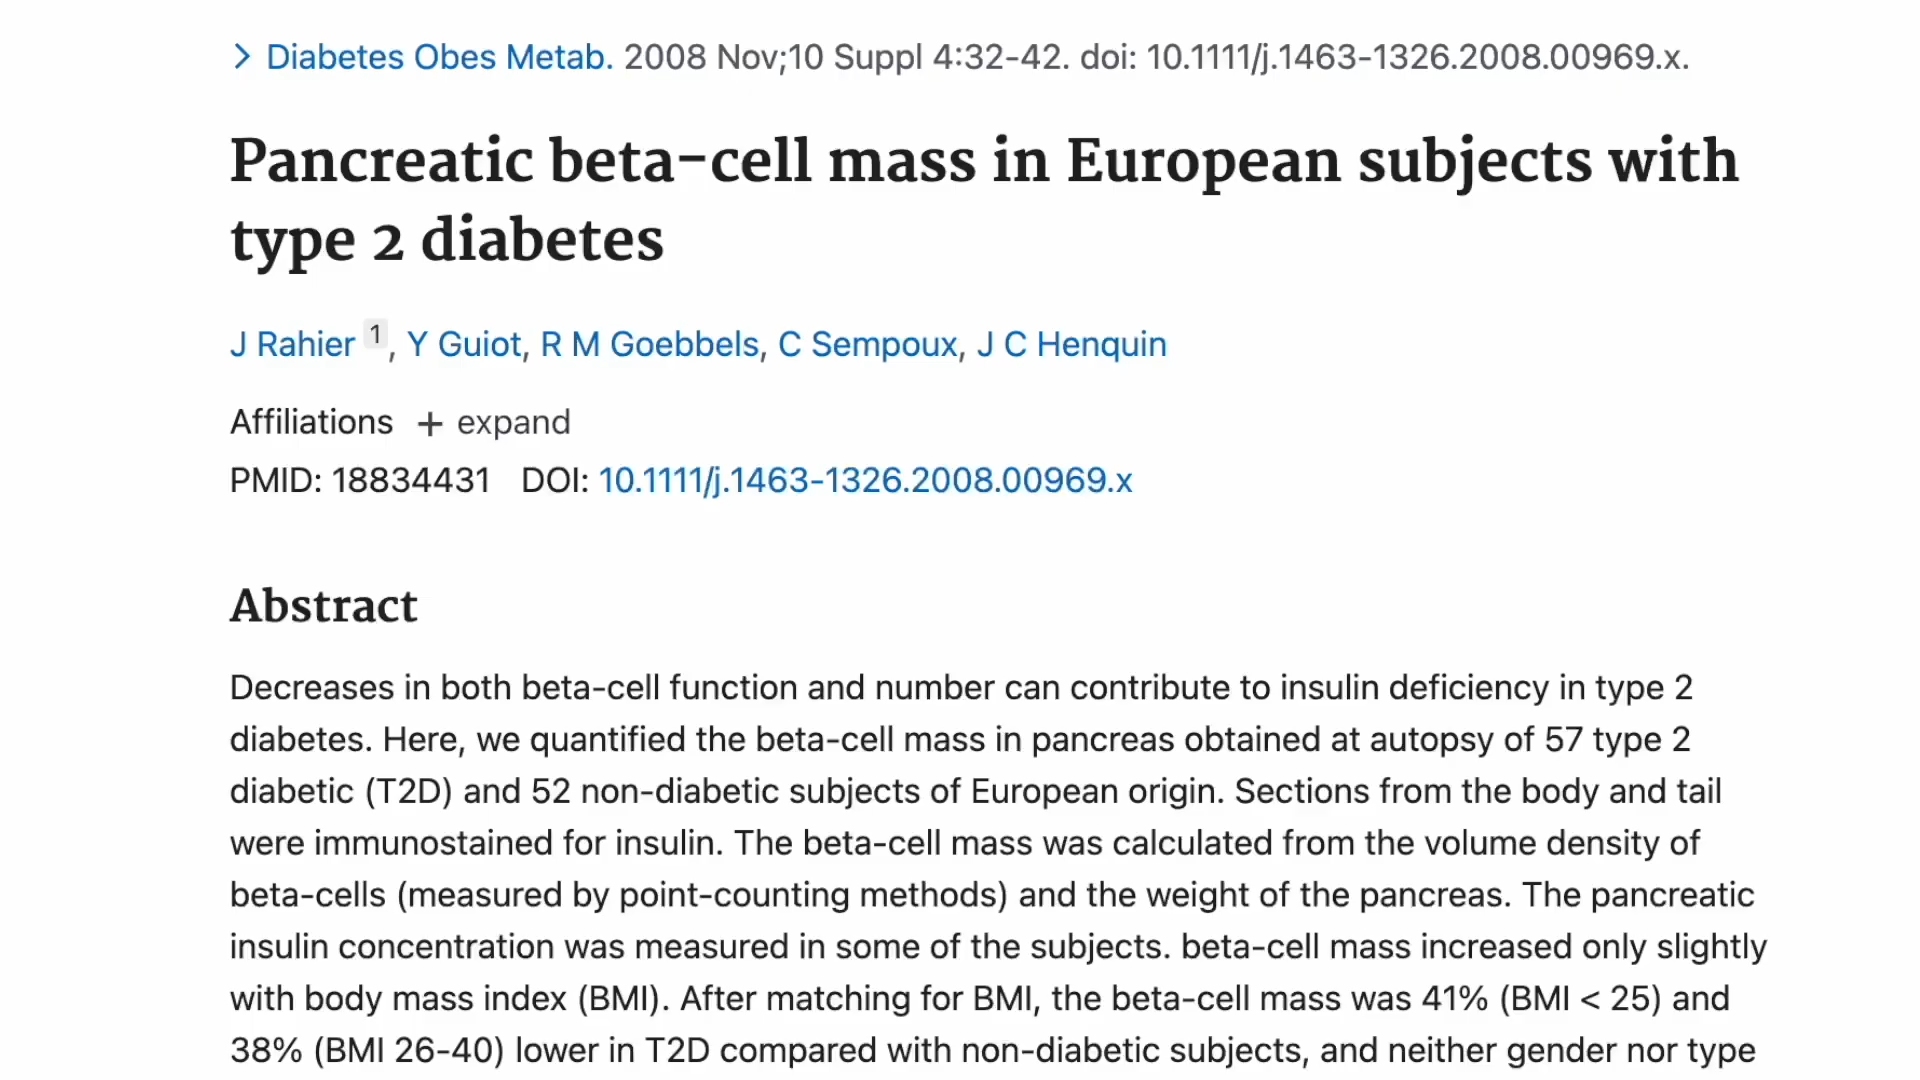 > Diabetes Obes Metab. 2008 Nov;10 Suppl 4:32-42. doi: 10.1111/j.1463-1326.2008.00969.x.
Pancreatic beta-cell mass in European subjects with
type 2 diabetes
J Rahier 1, Y Guiot, R M Goebbels, C Sempoux, J C Henquin
Affiliations + expand
PMID: 18834431 DOI: 10.1111/j.1463-1326.2008.00969.x
Abstract
Decreases in both beta-cell function and number can contribute to insulin deficiency in type 2
diabetes. Here, we quantified the beta-cell mass in pancreas obtained at autopsy of 57 type 2
diabetic (T2D) and 52 non-diabetic subjects of European origin. Sections from the body and tail
were immunostained for insulin. The beta-cell mass was calculated from the volume density of
beta-cells (measured by point-counting methods) and the weight of the pancreas. The pancreatic
insulin concentration was measured in some of the subjects. beta-cell mass increased only slightly
with body mass index (BMI). After matching for BMI, the beta-cell mass was 41% (BMI < 25) and
38% (BMI 26-40) lower in T2D compared with non-diabetic subjects, and neither gender nor type